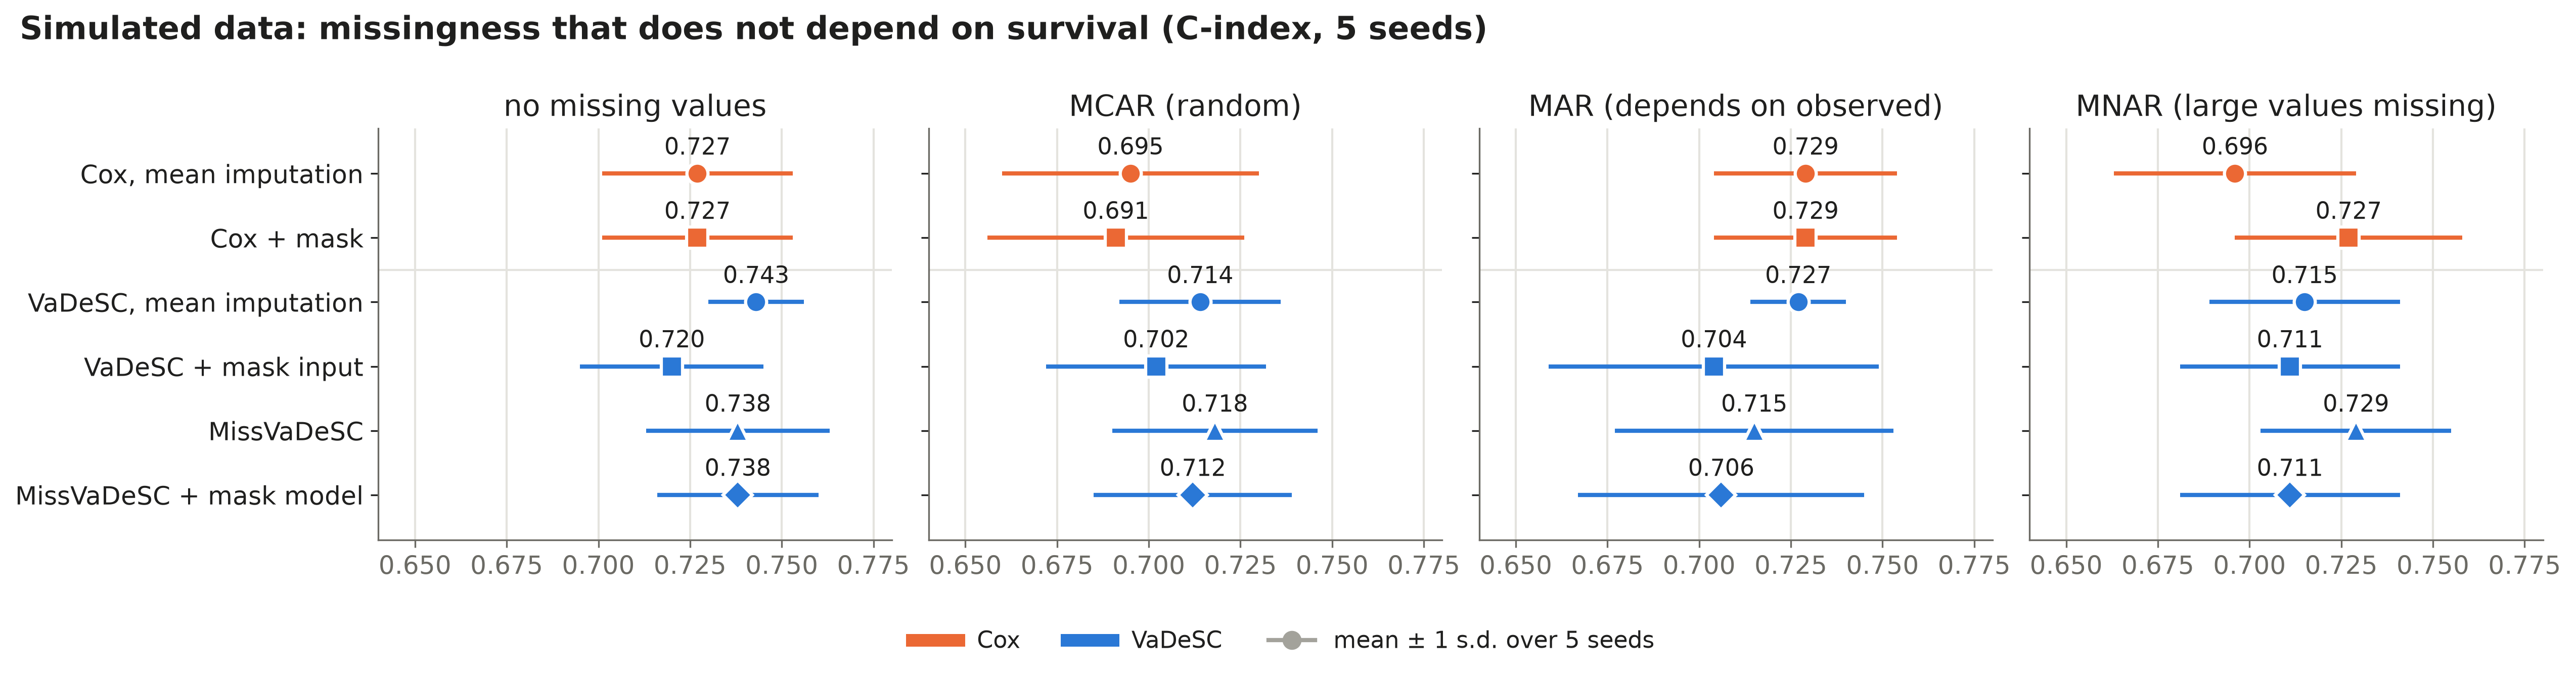 Simulated data: missingness that does not depend on survival (C-index, 5 seeds)
no missing values
MCAR (random)
MAR (depends on observed)
MNAR (large values missing)
Cox, mean imputation
0.727
0.695
0.729
0.696
Cox + mask
0.727
0.691
0.729
0.727
VaDeSC, mean imputation
0.743
0.714
0.727
0.715
VaDeSC + mask input
0.720
0.702
0.704
0.711
MissVaDeSC
0.738
0.718
0.715
0.729
MissVaDeSC + mask model
0.738
0.712
0.706
0.711
0.650 0.675 0.700 0.725 0.750 0.775
0.650 0.675 0.700 0.725 0.750 0.775
0.650 0.675 0.700 0.725 0.750 0.775
0.650 0.675 0.700 0.725 0.750 0.775
Cox
VaDeSC
mean ± 1 s.d. over 5 seeds